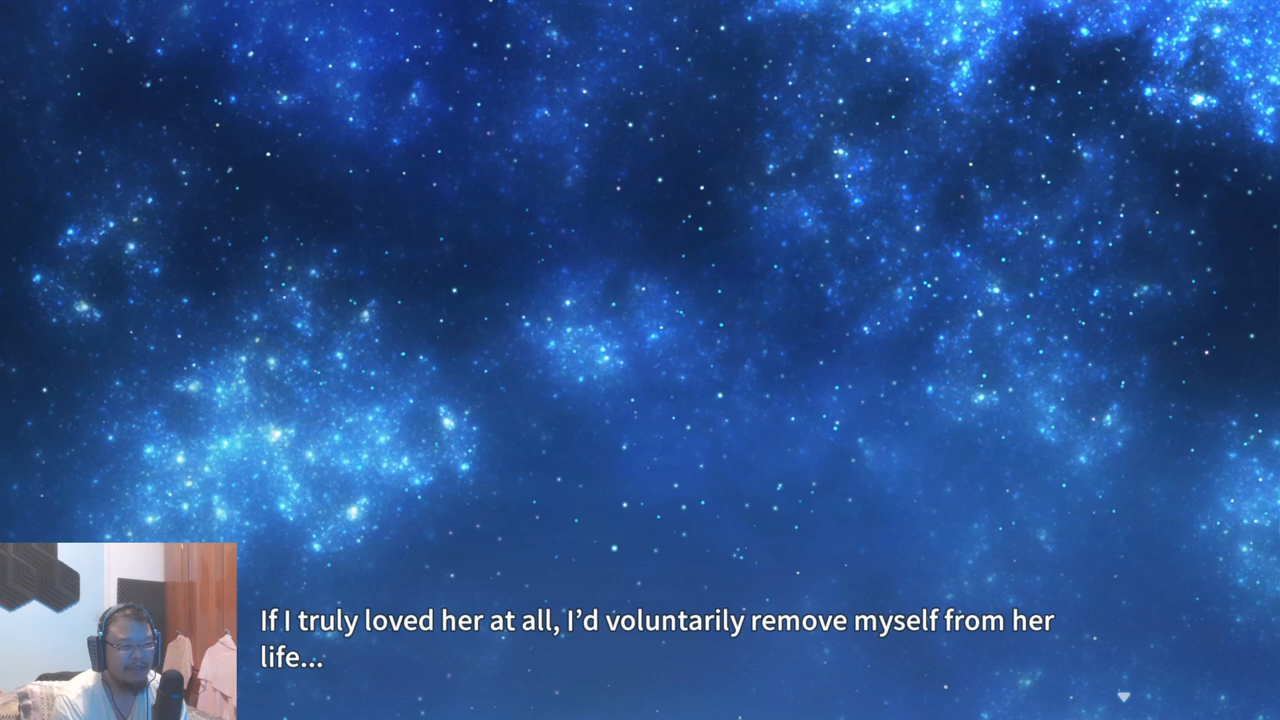 If I truly loved her at all, I’d voluntarily remove myself from her
life...